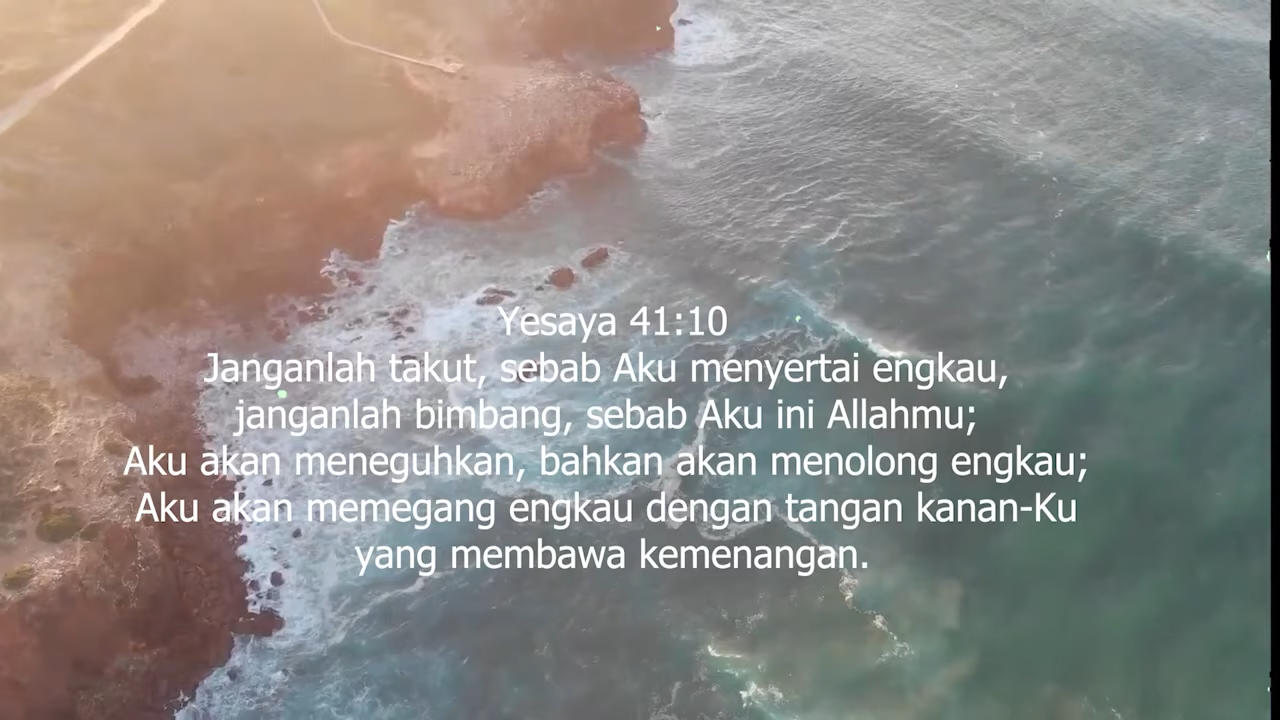 Yesaya 41:10
Janganlah takut, sebab Aku menyertai engkau,
janganlah bimbang, sebab Aku ini Allahmu;
Aku akan meneguhkan, bahkan akan menolong engkau;
Aku akan memegang engkau dengan tangan kanan-Ku
yang membawa kemenangan.